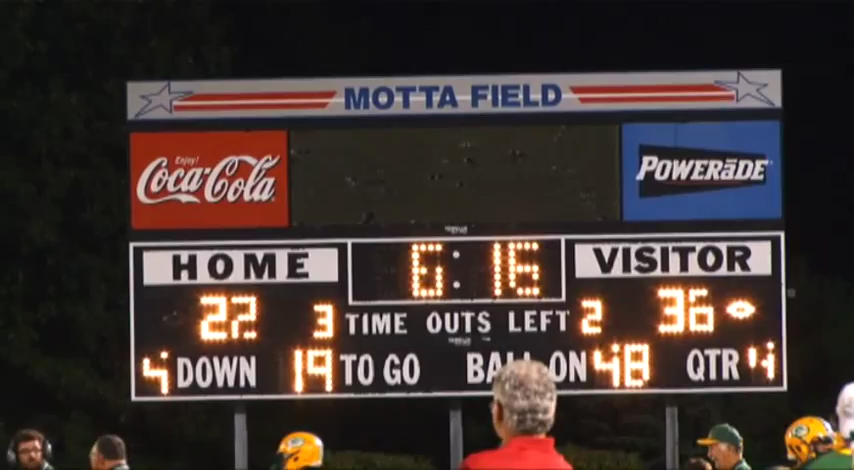 MOTTA FIELD
Enjoy!
Coca-Cola
POWERāDE
HOME 6:16 VISITOR
22 3 TIME OUTS LEFT 2 36
4 DOWN 19 TO GO BALL ON 48 QTR 4